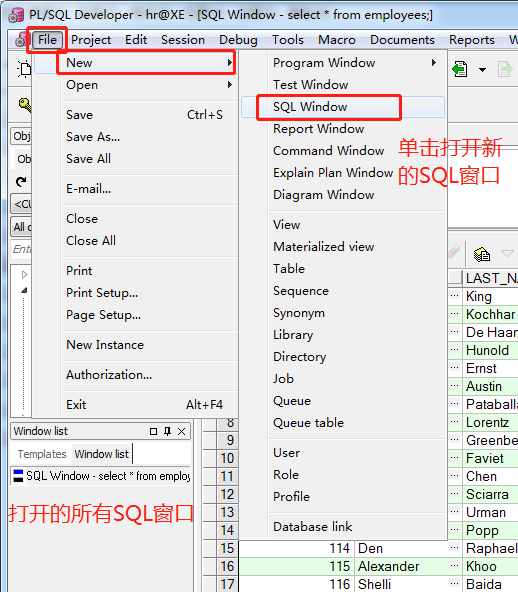 PL/SQL Developer - hr@XE - [SQL Window - select * from employees;]
File Project Edit Session Debug Tools Macro Documents Reports
New
Open
Save Ctrl+S
Save As...
Save All
E-mail...
Close
Close All
Print
Print Setup...
Page Setup...
New Instance
Authorization...
Exit Alt+F4
Program Window
Test Window
SQL Window
Report Window
Command Window
Explain Plan Window
Diagram Window
View
Materialized view
Table
Sequence
Synonym
Library
Directory
Job
Queue
Queue table
User
Role
Profile
Database link
单击打开新
的SQL窗口
LAST_N
King
Kochhar
De Haan
Hunold
Ernst
Austin
Pataballa
8 Lorentz
9 Greenbe
10 Faviet
11 Chen
12 Sciarra
13 Urman
14 Popp
15 114 Den Raphael
16 115 Alexander Khoo
17 116 Shelli Baida
Obj
Ob
<CU
All o
Ente
Window list
Templates Window list
SQL Window - select * from employ
打开的所有SQL窗口